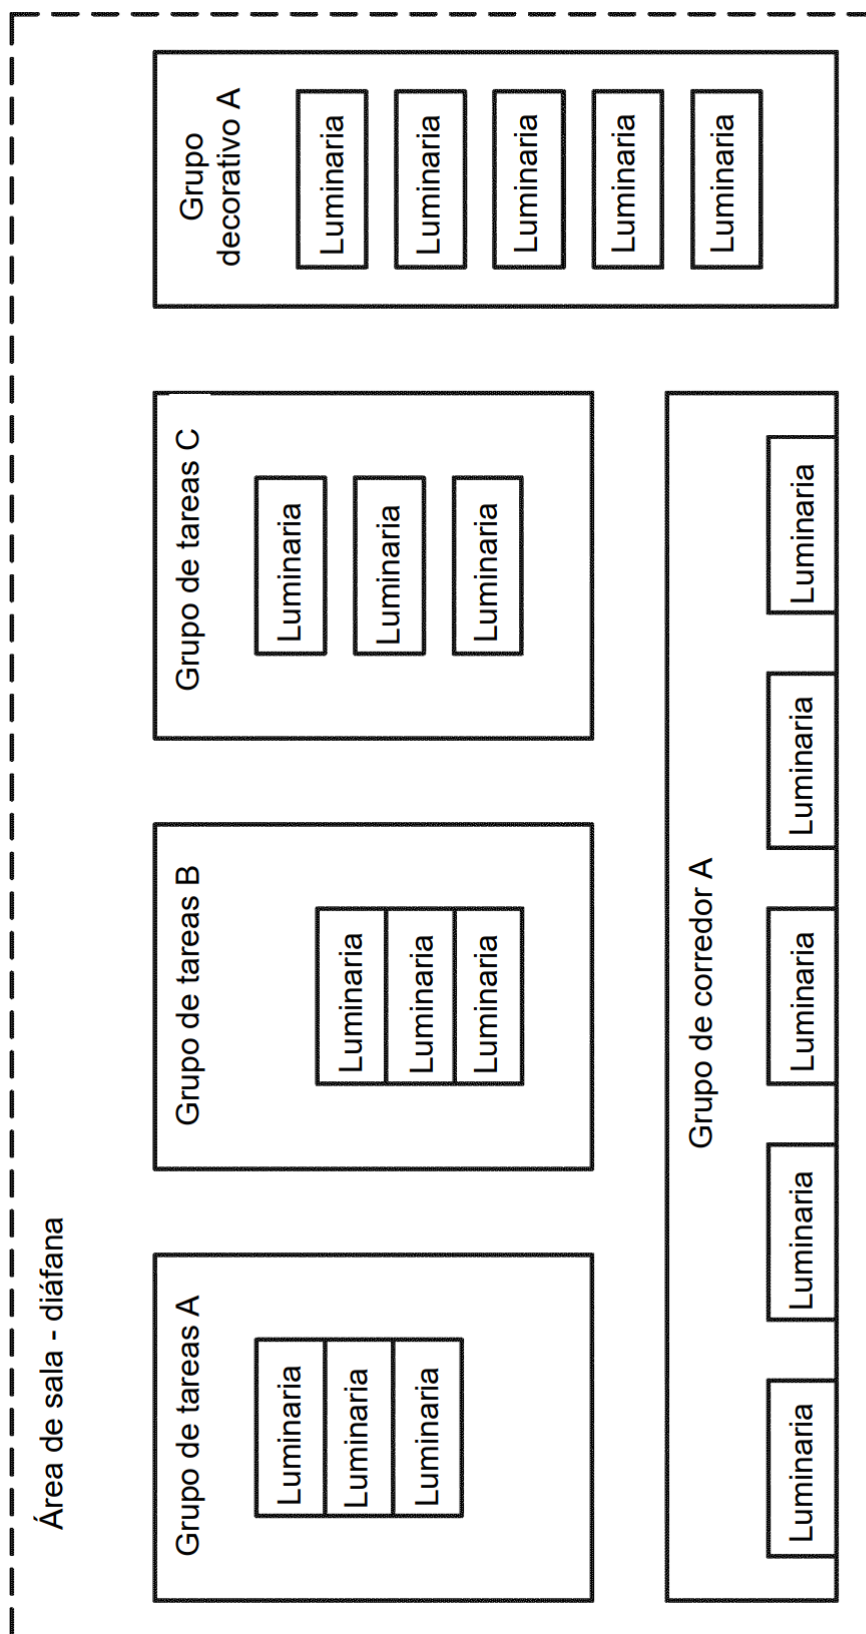 Área de sala - diáfana
Grupo de tareas A
Luminaria
Luminaria
Luminaria
Grupo de tareas B
Luminaria
Luminaria
Luminaria
Grupo de tareas C
Luminaria
Luminaria
Luminaria
Grupo
decorativo A
Luminaria
Luminaria
Luminaria
Luminaria
Luminaria
Grupo de corredor A
Luminaria
Luminaria
Luminaria
Luminaria
Luminaria